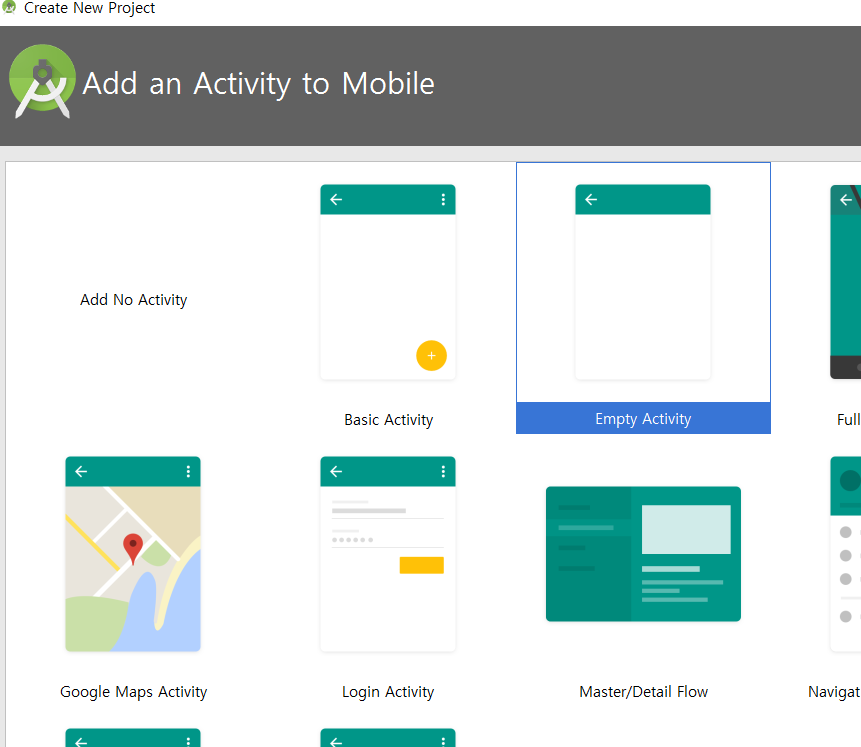 Create New Project
Add an Activity to Mobile
Add No Activity
Basic Activity
Empty Activity
Full
Google Maps Activity
Login Activity
Master/Detail Flow
Navigat